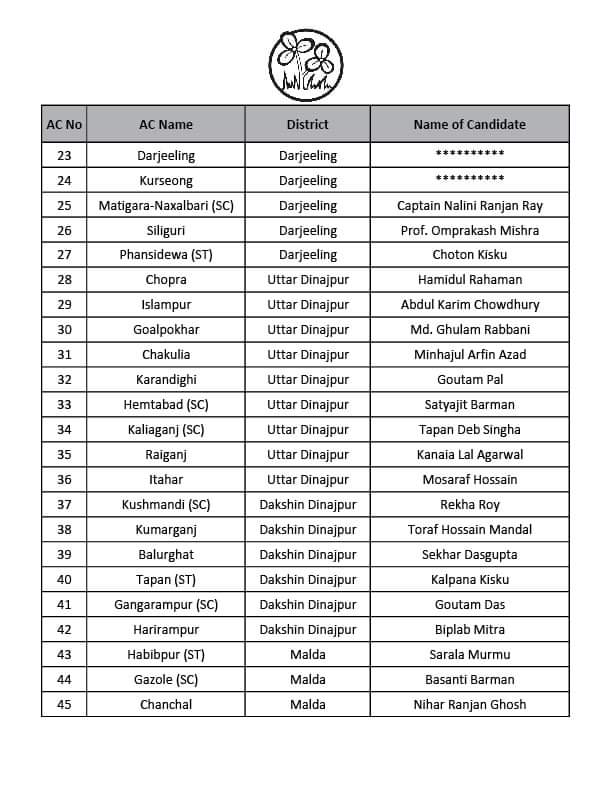 AC No AC Name District Name of Candidate
23 Darjeeling Darjeeling **********
24 Kurseong Darjeeling **********
25 Matigara-Naxalbari (SC) Darjeeling Captain Nalini Ranjan Ray
26 Siliguri Darjeeling Prof. Omprakash Mishra
27 Phansidewa (ST) Darjeeling Choton Kisku
28 Chopra Uttar Dinajpur Hamidul Rahaman
29 Islampur Uttar Dinajpur Abdul Karim Chowdhury
30 Goalpokhar Uttar Dinajpur Md. Ghulam Rabbani
31 Chakulia Uttar Dinajpur Minhajul Arfin Azad
32 Karandighi Uttar Dinajpur Goutam Pal
33 Hemtabad (SC) Uttar Dinajpur Satyajit Barman
34 Kaliaganj (SC) Uttar Dinajpur Tapan Deb Singha
35 Raiganj Uttar Dinajpur Kanaia Lal Agarwal
36 Itahar Uttar Dinajpur Mosaraf Hossain
37 Kushmandi (SC) Dakshin Dinajpur Rekha Roy
38 Kumarganj Dakshin Dinajpur Toraf Hossain Mandal
39 Balurghat Dakshin Dinajpur Sekhar Dasgupta
40 Tapan (ST) Dakshin Dinajpur Kalpana Kisku
41 Gangarampur (SC) Dakshin Dinajpur Goutam Das
42 Harirampur Dakshin Dinajpur Biplab Mitra
43 Habibpur (ST) Malda Sarala Murmu
44 Gazole (SC) Malda Basanti Barman
45 Chanchal Malda Nihar Ranjan Ghosh